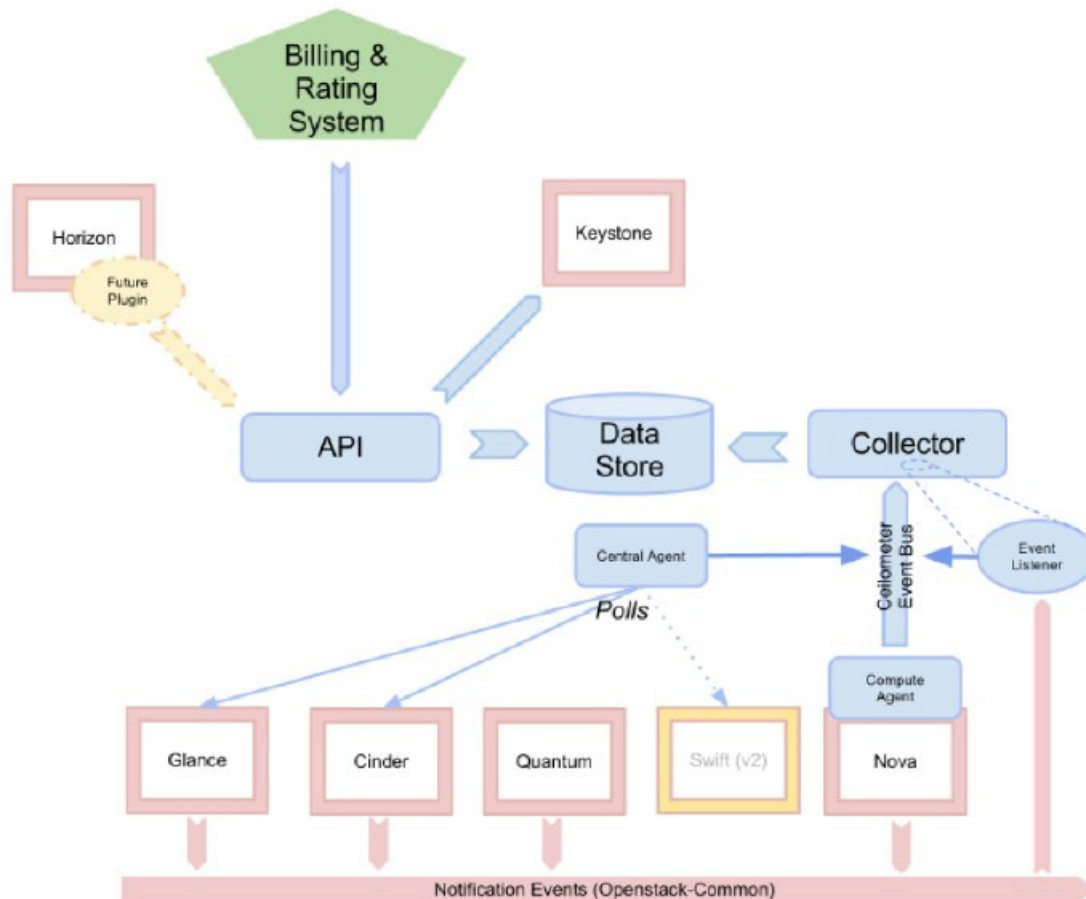 Billing &
Rating
System
Horizon
Keystone
Future
Plugin
API
Data
Store
Collector
Central Agent
Ceilometer
Event Bus
Event
Listener
Polls
Compute
Agent
Glance
Cinder
Quantum
Swift (v2)
Nova
Notification Events (Openstack-Common)